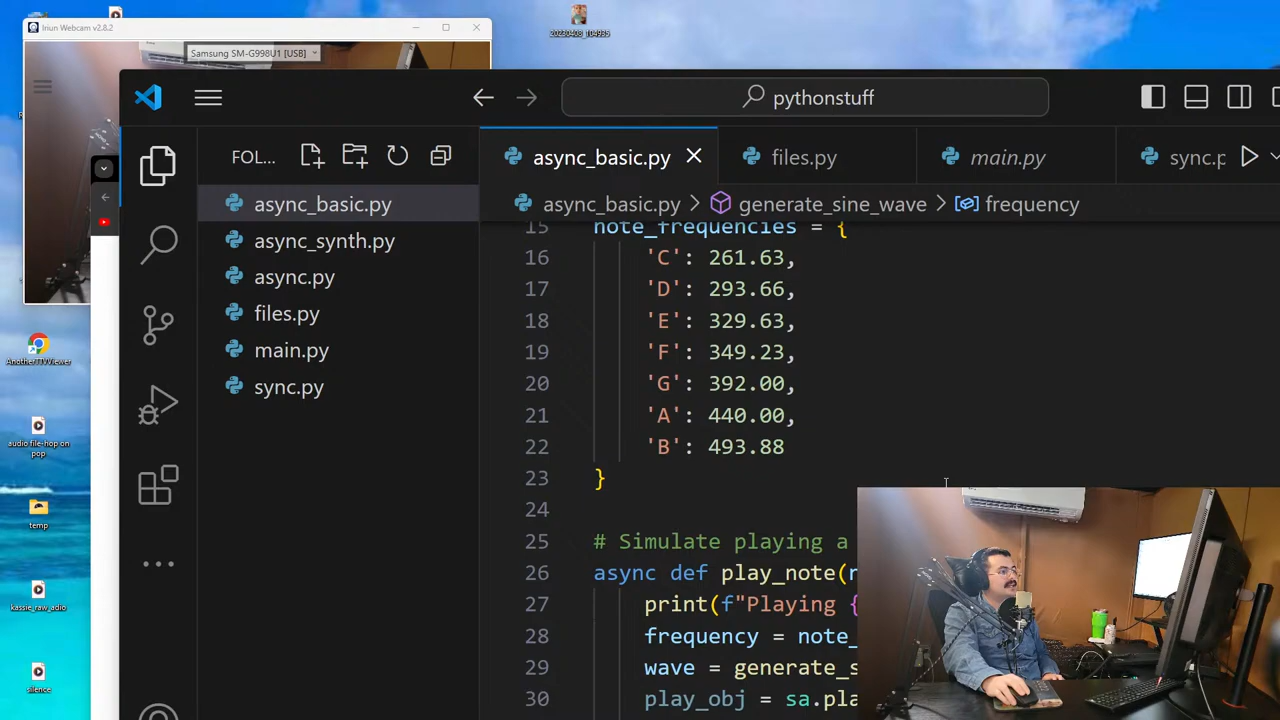 Iriun Webcam v2.8.2
20230408_104935
Samsung SM-G998U1 [USB]
pythonstuff
FOL...
async_basic.py
files.py
main.py
sync.p
async_basic.py > generate_sine_wave > frequency
async_basic.py
async_synth.py
async.py
files.py
main.py
sync.py
15 note_frequencies = {
16 'C': 261.63,
17 'D': 293.66,
18 'E': 329.63,
19 'F': 349.23,
20 'G': 392.00,
21 'A': 440.00,
22 'B': 493.88
23 }
24
25 # Simulate playing a
26 async def play_note(n
27 print(f"Playing {
28 frequency = note_
29 wave = generate_s
30 play_obj = sa.pla
AnotherTTVViewer
audio file-hop on
pop
temp
kassie_raw_adio
silence